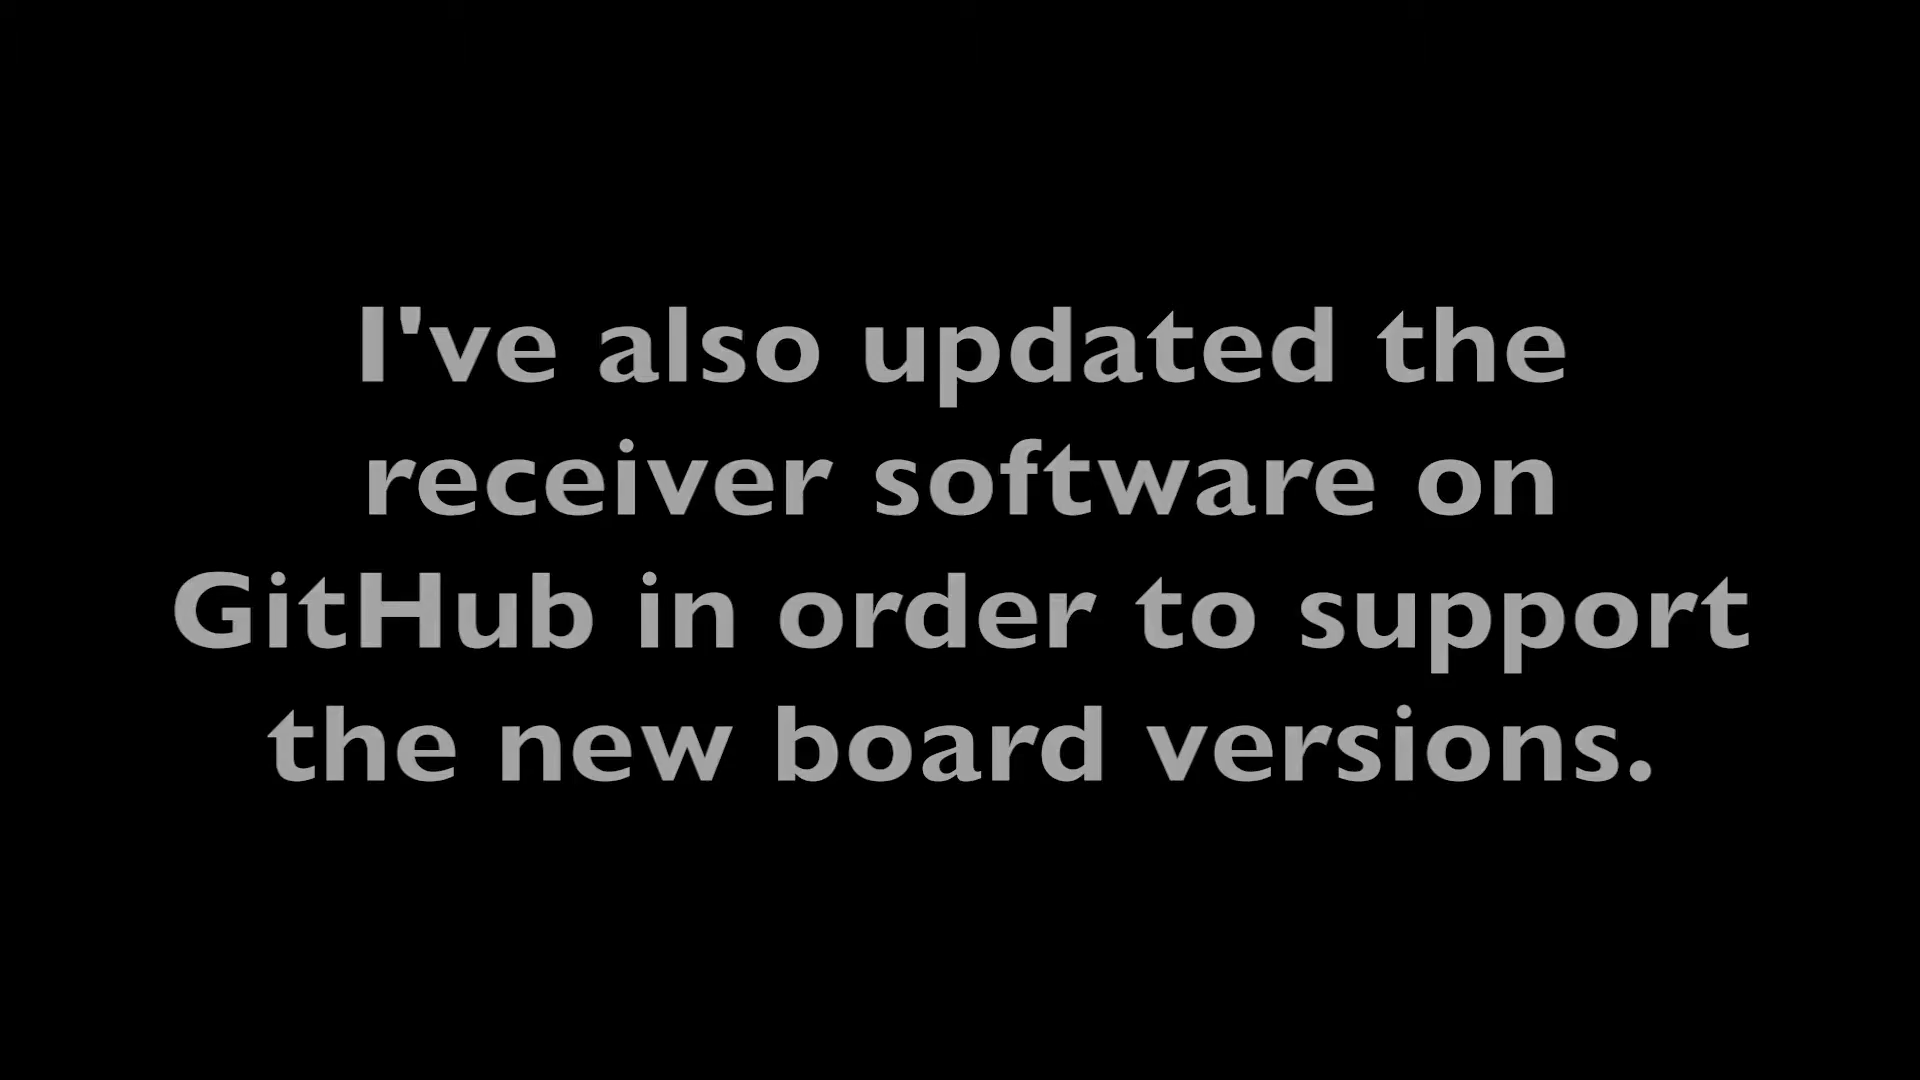 I've also updated the
receiver software on
GitHub in order to support
the new board versions.